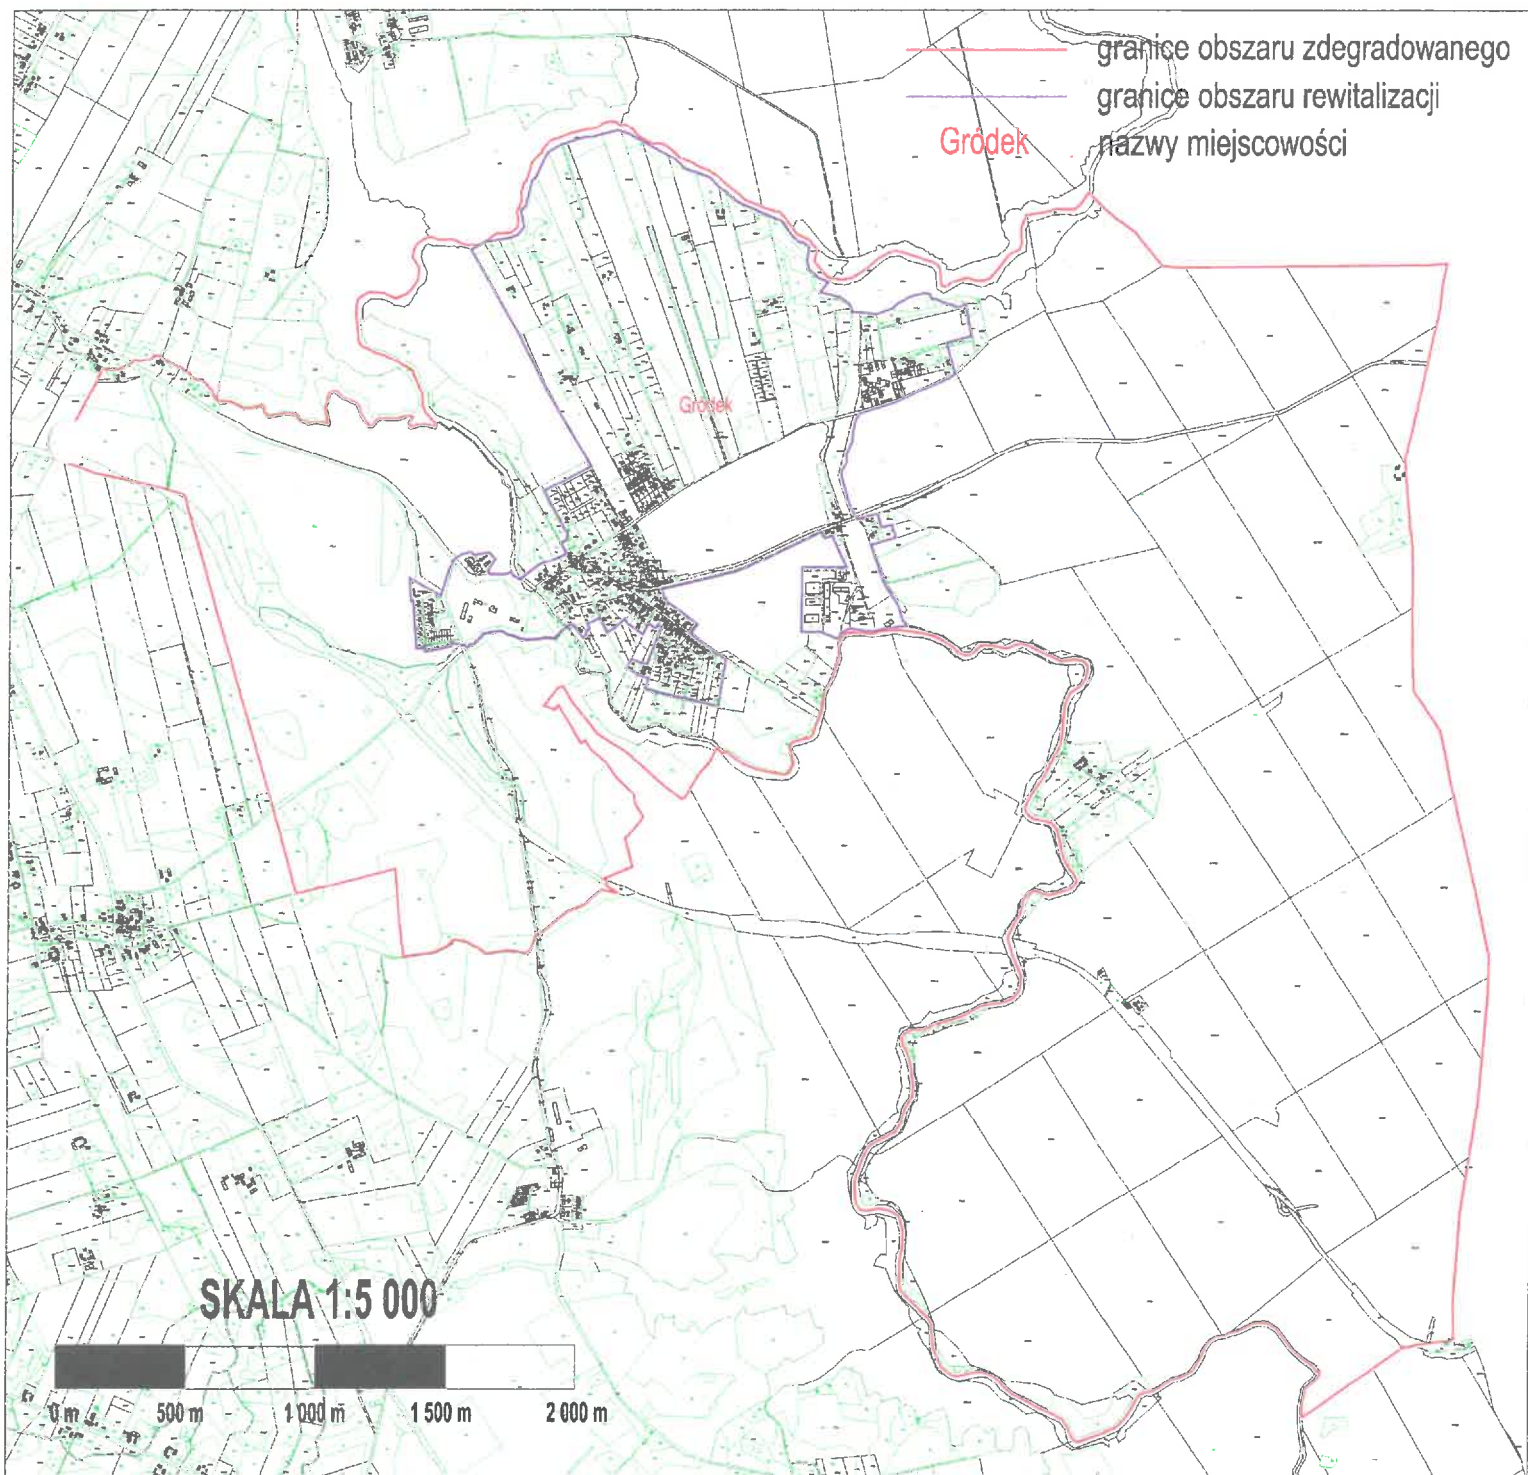 granice obszaru zdegradowanego
granice obszaru rewitalizacji
Gródek nazwy miejscowości
Gródek
SKALA 1:5 000
0 m 500 m 1 000 m 1 500 m 2 000 m